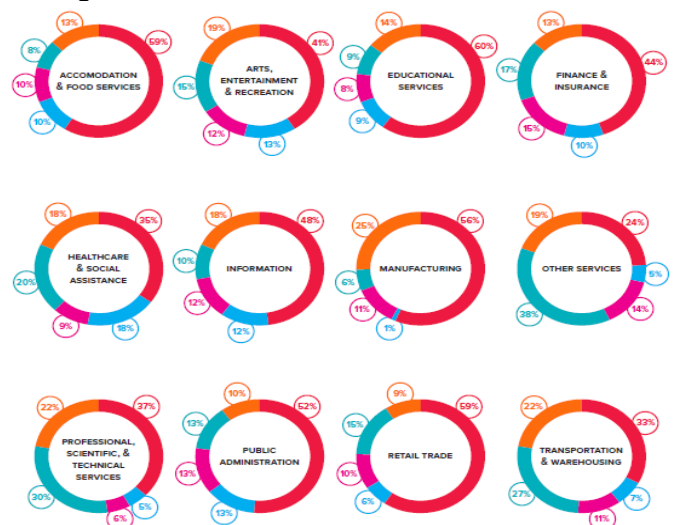 13%
59%
8%
10%
10%
ACCOMODATION
& FOOD SERVICES
19%
41%
15%
12%
13%
ARTS,
ENTERTAINMENT
& RECREATION
14%
60%
9%
8%
9%
EDUCATIONAL
SERVICES
13%
44%
17%
15%
10%
FINANCE &
INSURANCE
18%
35%
20%
9%
18%
HEALTHCARE
& SOCIAL
ASSISTANCE
18%
48%
10%
12%
12%
INFORMATION
25%
56%
6%
11%
1%
MANUFACTURING
19%
24%
5%
14%
38%
OTHER SERVICES
22%
37%
30%
6%
5%
PROFESSIONAL,
SCIENTIFIC, &
TECHNICAL
SERVICES
10%
52%
13%
13%
13%
PUBLIC
ADMINISTRATION
9%
59%
15%
10%
6%
RETAIL TRADE
22%
33%
27%
11%
7%
TRANSPORTATION
& WAREHOUSING